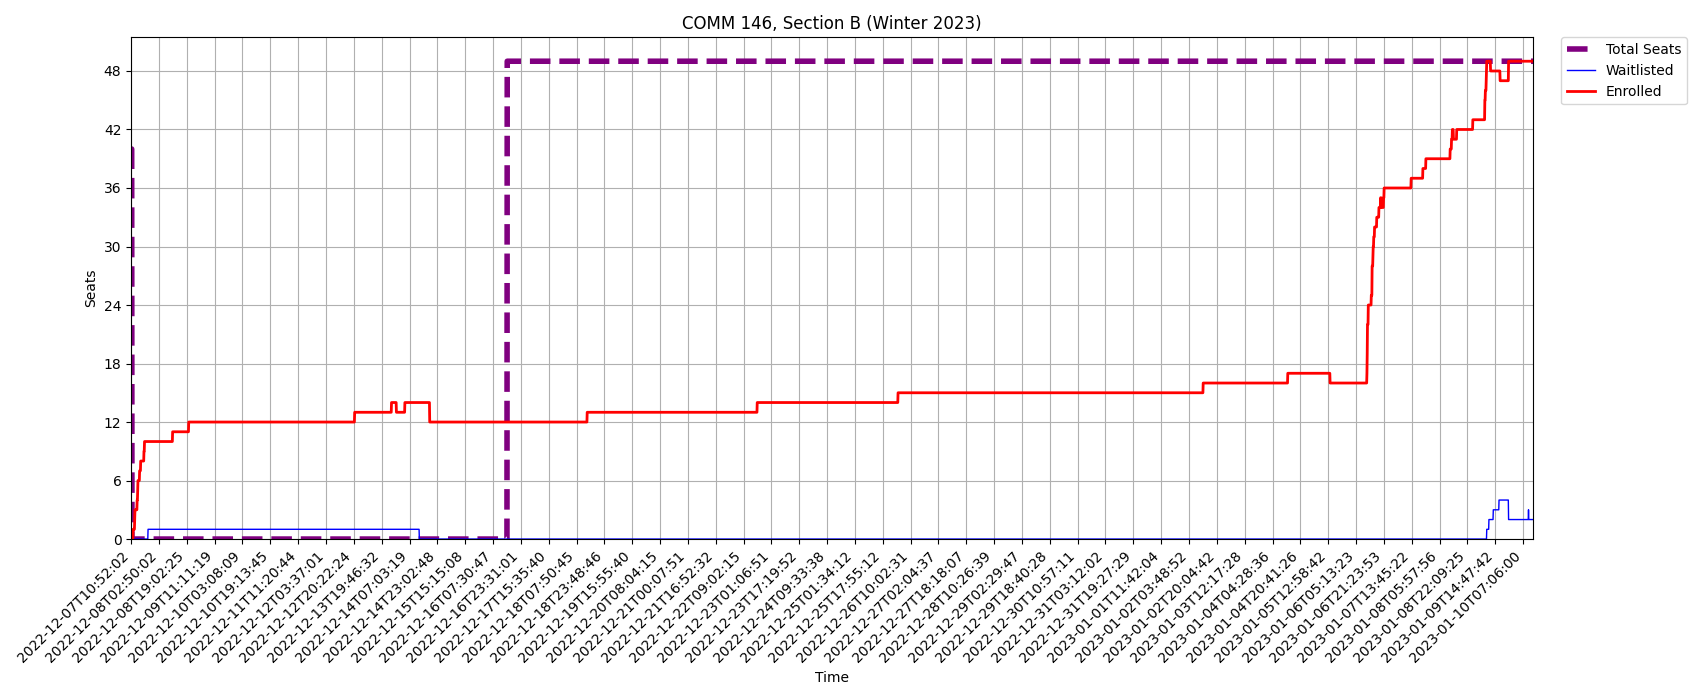 COMM 146, Section B (Winter 2023)
Total Seats
Waitlisted
Enrolled
Seats
48
42
36
30
24
18
12
6
0
2022-12-07T10:52:02
2022-12-08T02:50:02
2022-12-08T19:02:25
2022-12-09T11:11:19
2022-12-10T03:08:09
2022-12-10T19:13:45
2022-12-11T11:20:44
2022-12-12T03:37:01
2022-12-12T20:22:24
2022-12-13T19:46:32
2022-12-14T07:03:19
2022-12-14T23:02:48
2022-12-15T15:15:08
2022-12-16T07:30:47
2022-12-16T23:31:01
2022-12-17T15:35:40
2022-12-18T07:50:45
2022-12-18T23:48:46
2022-12-19T15:55:40
2022-12-20T08:04:15
2022-12-21T00:07:51
2022-12-21T16:52:32
2022-12-22T09:02:15
2022-12-23T01:06:51
2022-12-23T17:19:52
2022-12-24T09:33:38
2022-12-25T01:34:12
2022-12-25T17:55:12
2022-12-26T10:02:31
2022-12-27T02:04:37
2022-12-27T18:18:07
2022-12-28T10:26:39
2022-12-29T02:29:47
2022-12-29T18:40:28
2022-12-30T10:57:11
2022-12-31T03:12:02
2022-12-31T19:27:29
2023-01-01T11:42:04
2023-01-02T03:48:52
2023-01-02T20:04:42
2023-01-03T12:17:28
2023-01-04T04:28:36
2023-01-04T20:41:26
2023-01-05T12:58:42
2023-01-06T05:13:23
2023-01-06T21:23:53
2023-01-07T13:45:22
2023-01-08T05:57:56
2023-01-08T22:09:25
2023-01-09T14:47:42
2023-01-10T07:06:00
Time